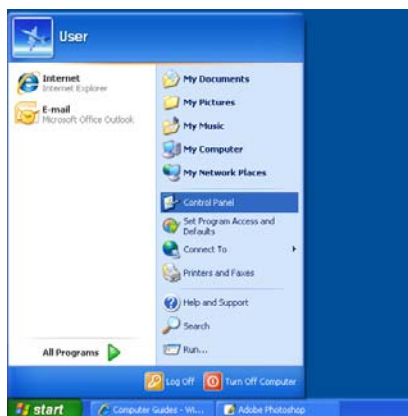 User
Internet
Internet Explorer
E-mail
Microsoft Office Outlook
All Programs
My Documents
My Pictures
My Music
My Computer
My Network Places
Control Panel
Set Program Access and
Defaults
Connect To
Printers and Faxes
Help and Support
Search
Run...
Log Off
Turn Off Computer
start
Computer Guides - Wi...
Adobe Photoshop